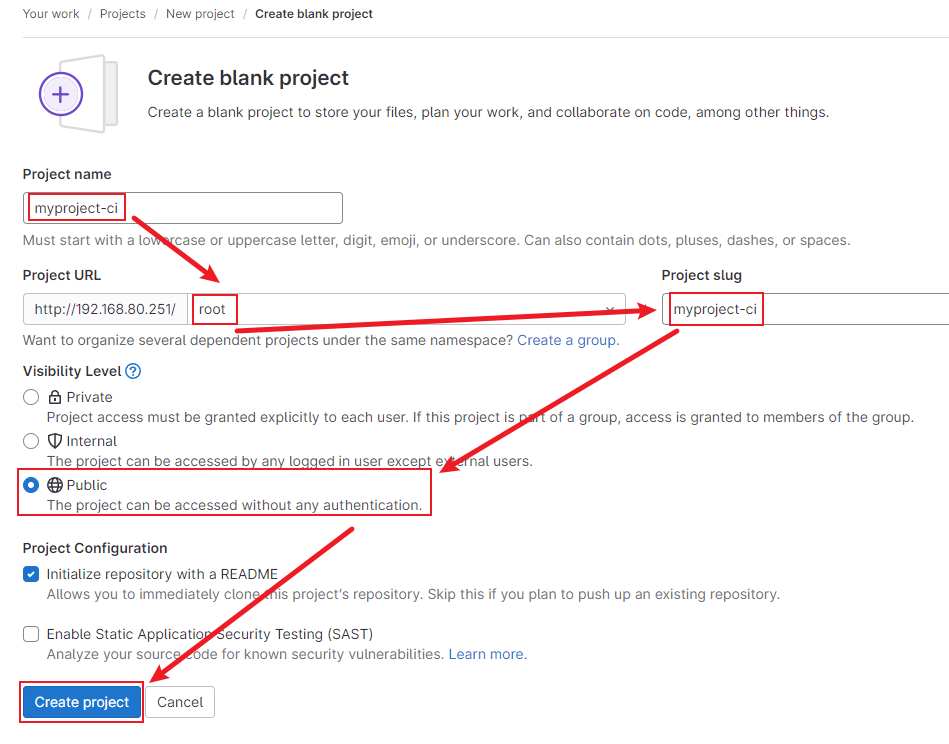 Your work / Projects / New project / Create blank project
Create blank project
Create a blank project to store your files, plan your work, and collaborate on code, among other things.
Project name
myproject-ci
Must start with a lowercase or uppercase letter, digit, emoji, or underscore. Can also contain dots, pluses, dashes, or spaces.
Project URL
Project slug
http://192.168.80.251/ root
myproject-ci
Want to organize several dependent projects under the same namespace? Create a group.
Visibility Level
Private
Project access must be granted explicitly to each user. If this project is part of a group, access is granted to members of the group.
Internal
The project can be accessed by any logged in user except external users.
Public
The project can be accessed without any authentication.
Project Configuration
Initialize repository with a README
Allows you to immediately clone this project's repository. Skip this if you plan to push up an existing repository.
Enable Static Application Security Testing (SAST)
Analyze your source code for known security vulnerabilities. Learn more.
Create project
Cancel